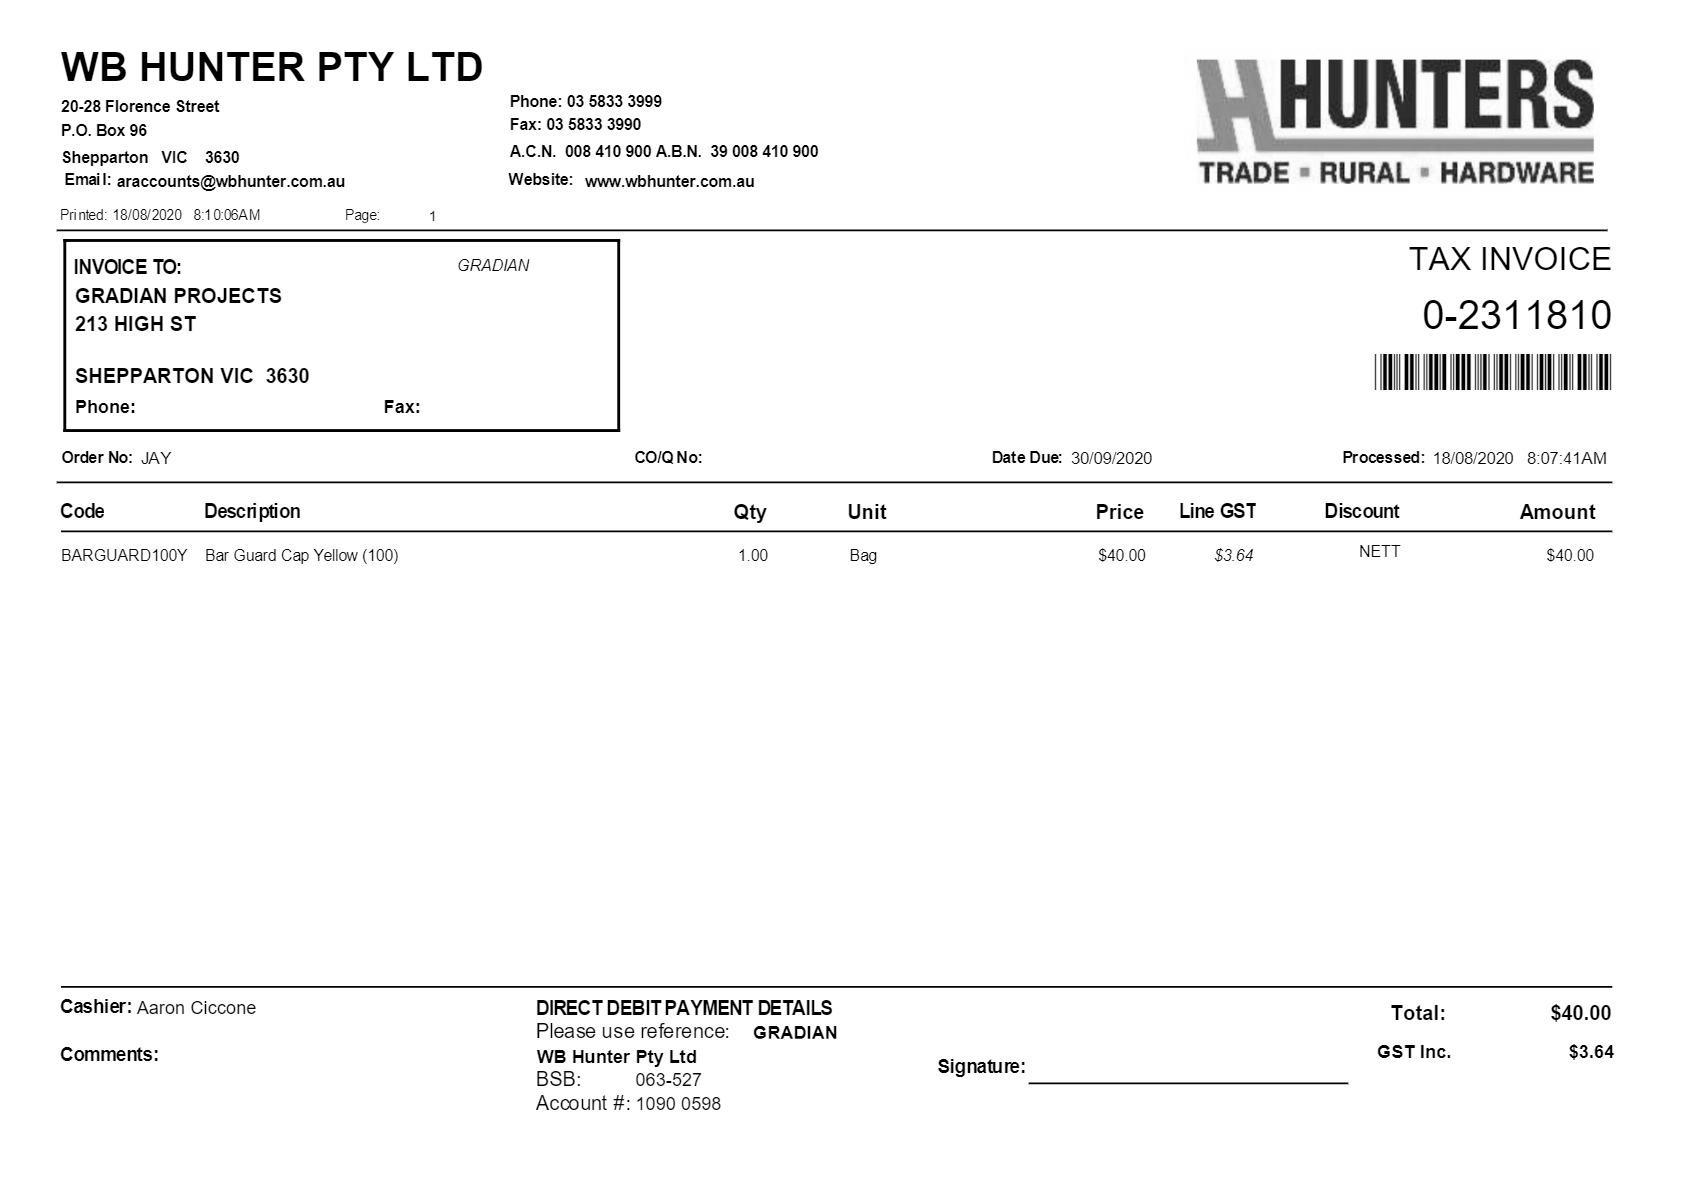 WB HUNTER PTY LTD
20-28 Florence Street
P.O. Box 96
Shepparton VIC 3630
Email: araccounts@wbhunter.com.au
Phone: 03 5833 3999
Fax: 03 5833 3990
A.C.N. 008 410 900 A.B.N. 39 008 410 900
Website: www.wbhunter.com.au
HUNTERS
TRADE ▪ RURAL ▪ HARDWARE
Printed: 18/08/2020 8:10:06AM Page: 1
INVOICE TO: GRADIAN
GRADIAN PROJECTS
213 HIGH ST
SHEPPARTON VIC 3630
Phone: Fax:
TAX INVOICE
0-2311810
Order No: JAY CO/Q No: Date Due: 30/09/2020 Processed: 18/08/2020 8:07:41AM
Code Description Qty Unit Price Line GST Discount Amount
BARGUARD100Y Bar Guard Cap Yellow (100) 1.00 Bag $40.00 $3.64 NETT $40.00
Cashier: Aaron Ciccone
Comments:
DIRECT DEBIT PAYMENT DETAILS
Please use reference: GRADIAN
WB Hunter Pty Ltd
BSB: 063-527
Account #: 1090 0598
Signature:
Total: $40.00
GST Inc. $3.64